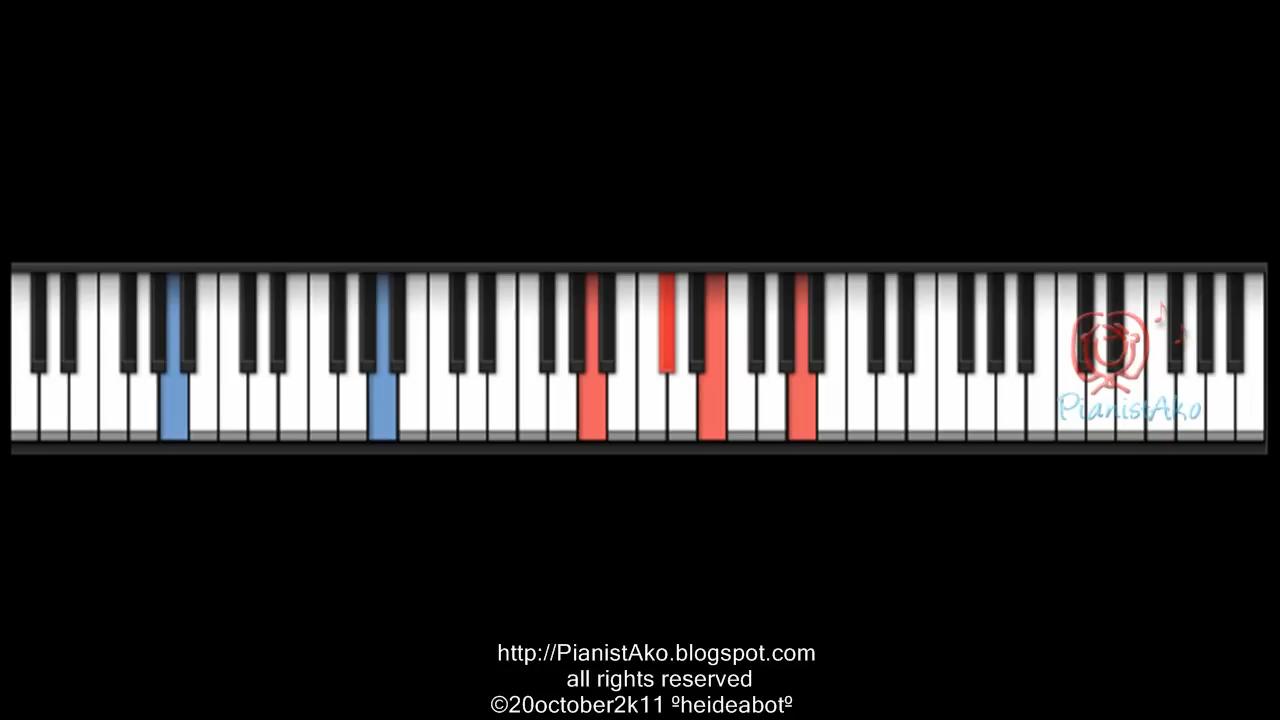 PianistAko
http://PianistAko.blogspot.com
all rights reserved
©20october2k11 ºheideabotº